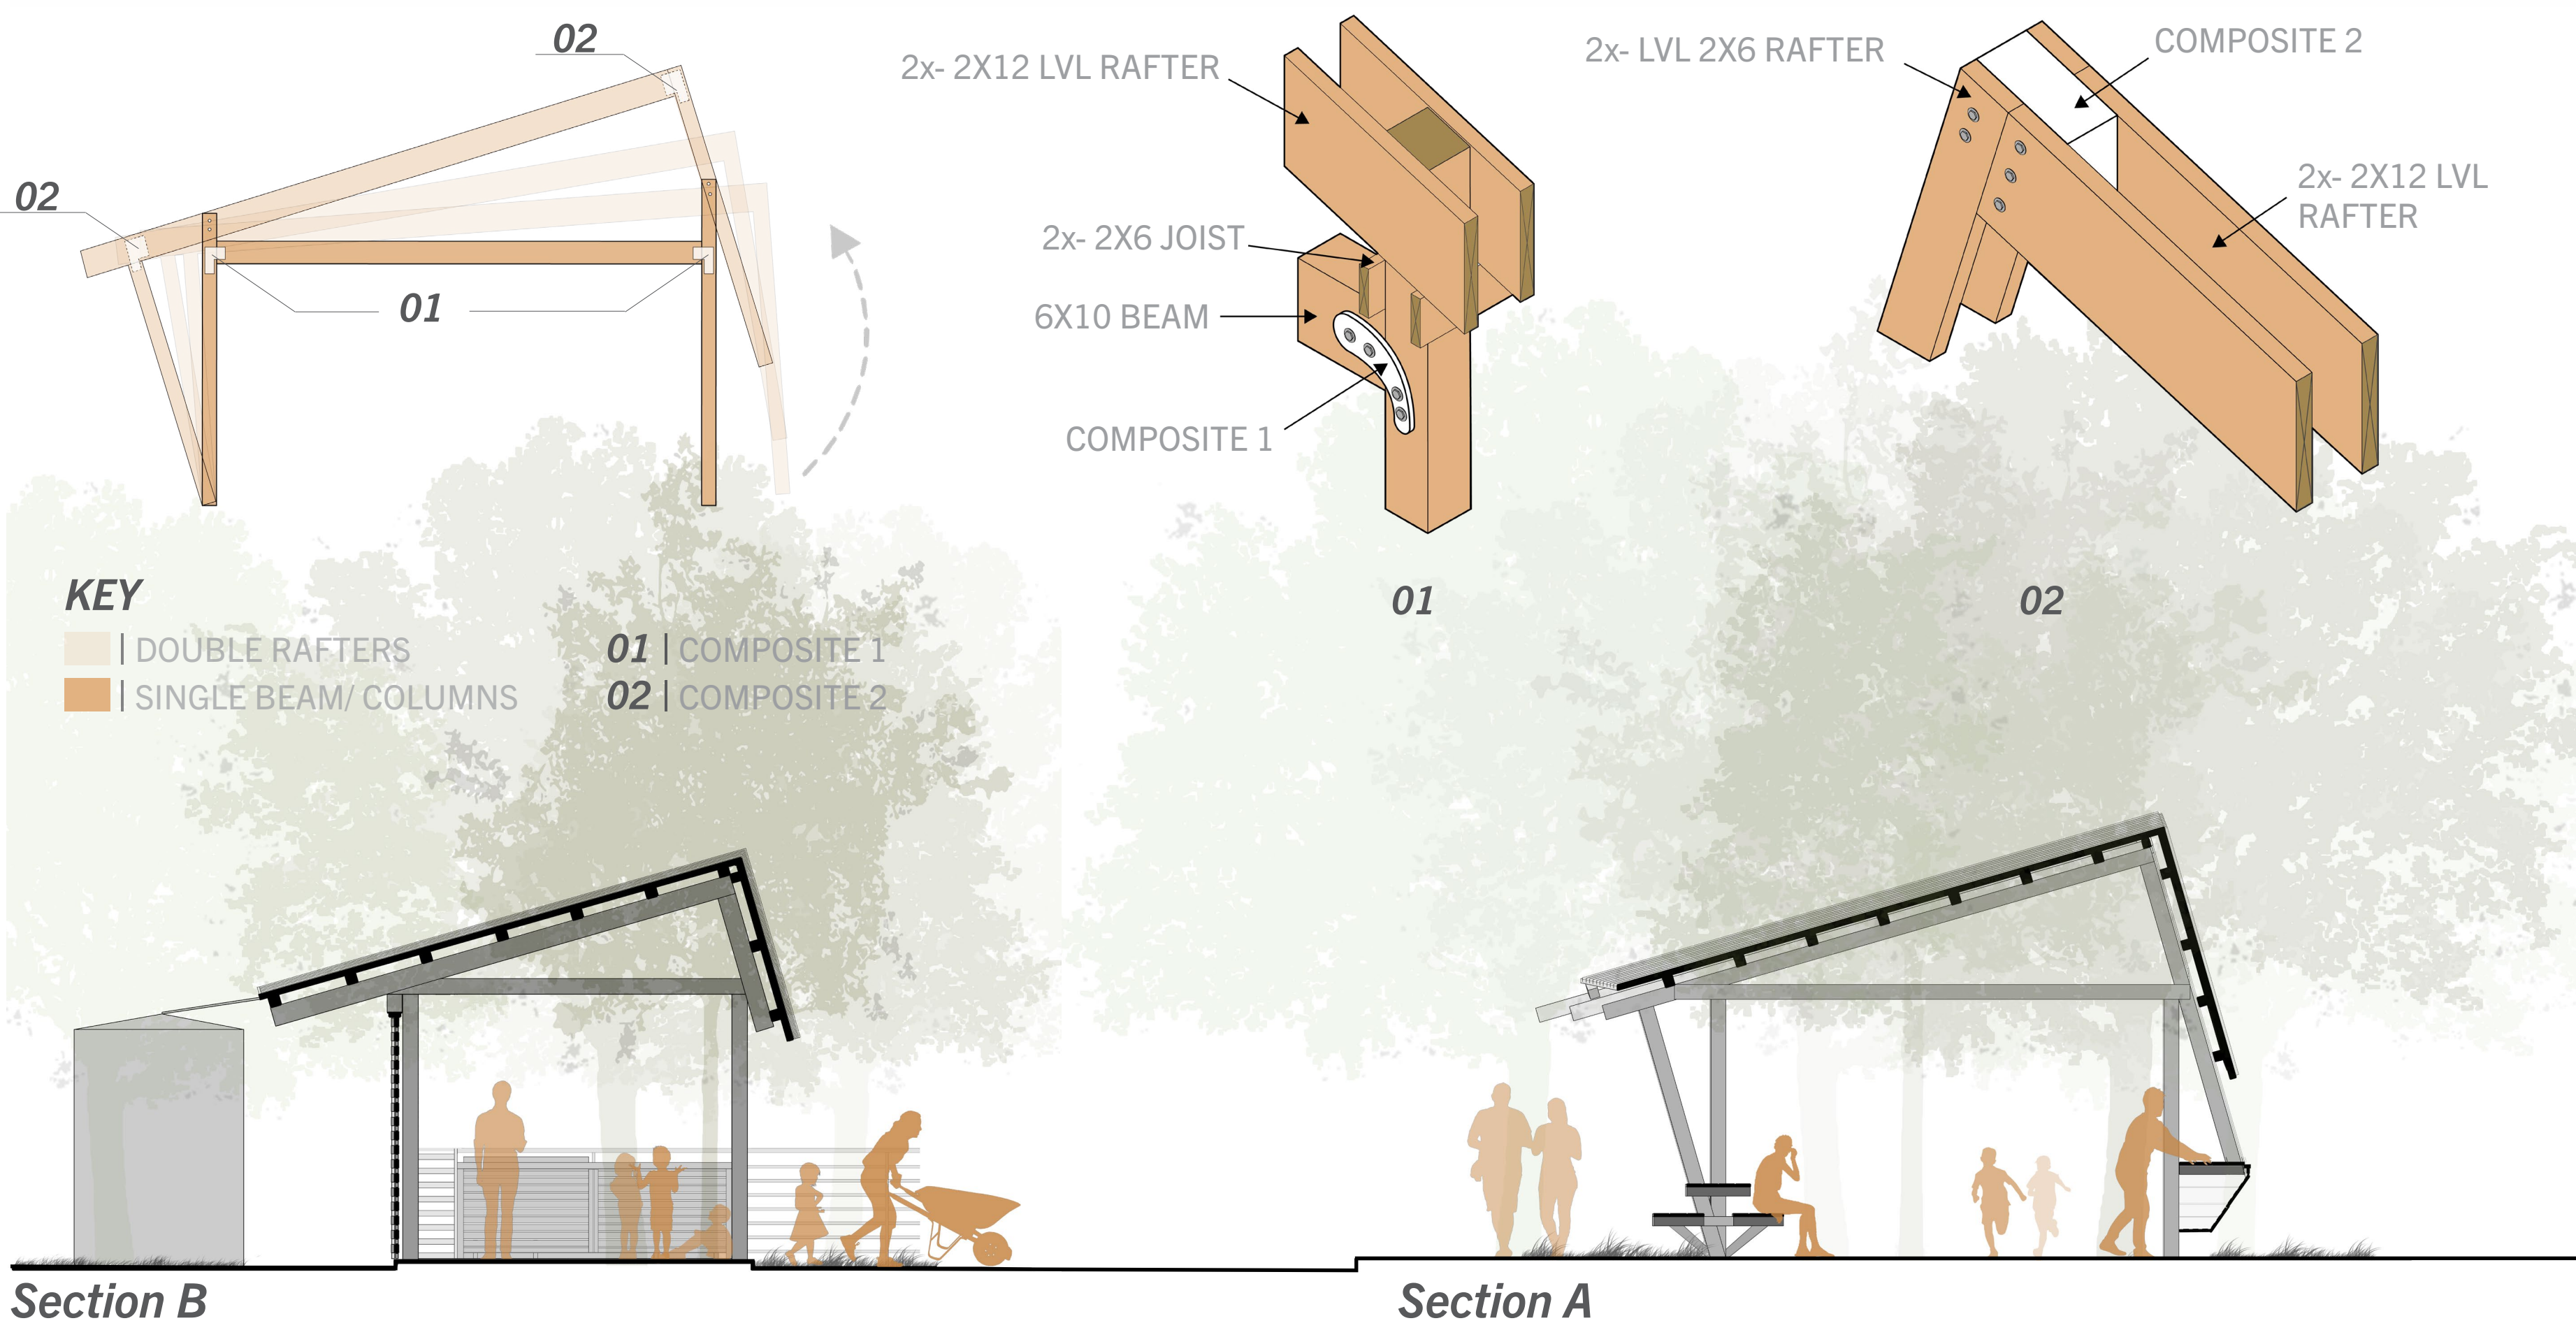 02
02
01
2x- 2X12 LVL RAFTER
2x- 2X6 JOIST
6X10 BEAM
COMPOSITE 1
01
2x- LVL 2X6 RAFTER
COMPOSITE 2
2x- 2X12 LVL
RAFTER
02
KEY
DOUBLE RAFTERS
SINGLE BEAM/ COLUMNS
01 | COMPOSITE 1
02 | COMPOSITE 2
Section B
Section A